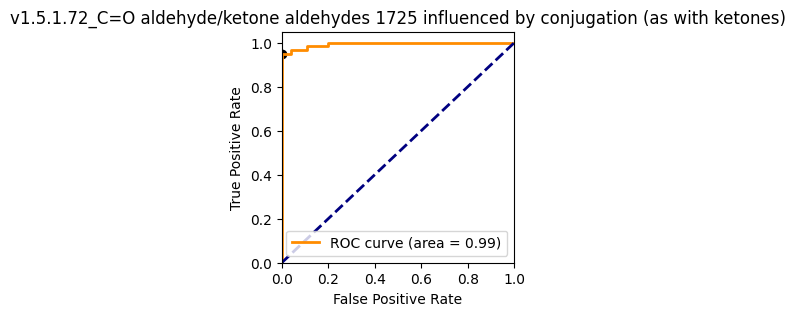 v1.5.1.72_C=O aldehyde/ketone aldehydes 1725 influenced by conjugation (as with ketones)
1.0
0.8
0.6
0.4
0.2
0.0
True Positive Rate
ROC curve (area = 0.99)
0.0 0.2 0.4 0.6 0.8 1.0
False Positive Rate